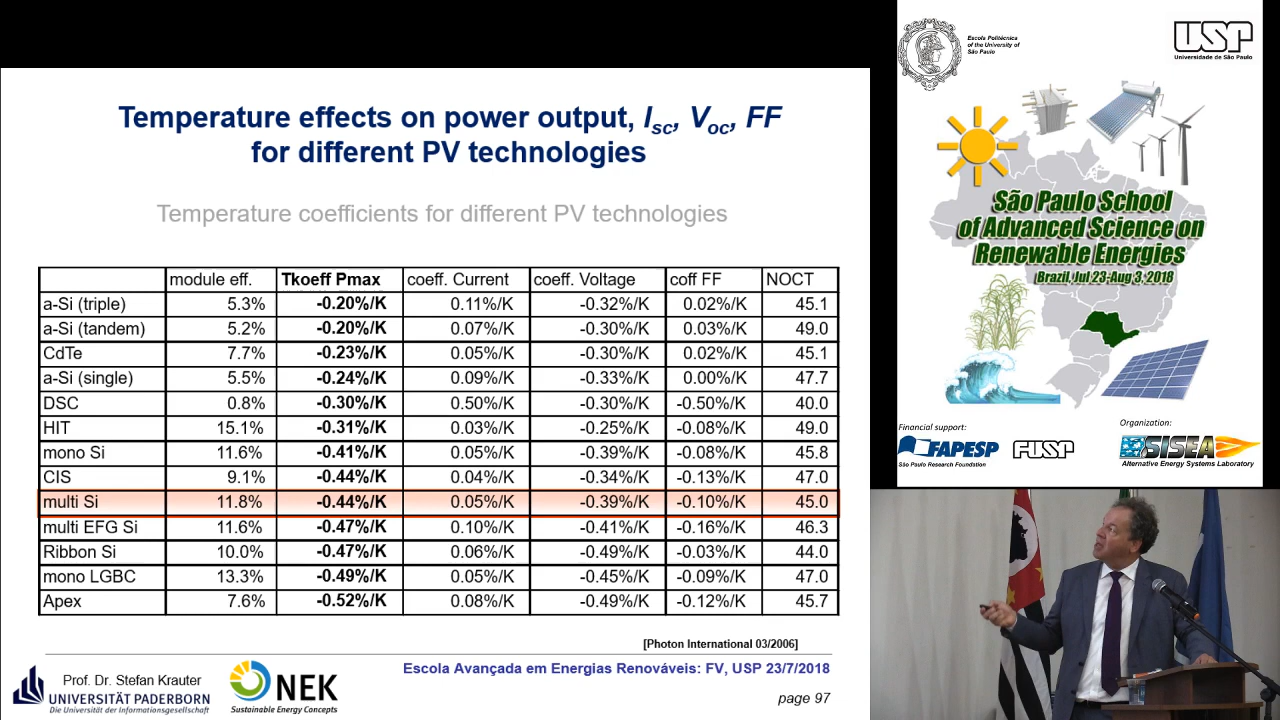 Temperature effects on power output, Isc, Voc, FF
for different PV technologies
Temperature coefficients for different PV technologies
module eff. Tkoeff Pmax coeff. Current coeff. Voltage coff FF NOCT
a-Si (triple) 5.3% -0.20%/K 0.11%/K -0.32%/K 0.02%/K 45.1
a-Si (tandem) 5.2% -0.20%/K 0.07%/K -0.30%/K 0.03%/K 49.0
CdTe 7.7% -0.23%/K 0.05%/K -0.30%/K 0.02%/K 45.1
a-Si (single) 5.5% -0.24%/K 0.09%/K -0.33%/K 0.00%/K 47.7
DSC 0.8% -0.30%/K 0.50%/K -0.30%/K -0.50%/K 40.0
HIT 15.1% -0.31%/K 0.03%/K -0.25%/K -0.08%/K 49.0
mono Si 11.6% -0.41%/K 0.05%/K -0.39%/K -0.08%/K 45.8
CIS 9.1% -0.44%/K 0.04%/K -0.34%/K -0.13%/K 47.0
multi Si 11.8% -0.44%/K 0.05%/K -0.39%/K -0.10%/K 45.0
multi EFG Si 11.6% -0.47%/K 0.10%/K -0.41%/K -0.16%/K 46.3
Ribbon Si 10.0% -0.47%/K 0.06%/K -0.49%/K -0.03%/K 44.0
mono LGBC 13.3% -0.49%/K 0.05%/K -0.45%/K -0.09%/K 47.0
Apex 7.6% -0.52%/K 0.08%/K -0.49%/K -0.12%/K 45.7
[Photon International 03/2006]
Prof. Dr. Stefan Krauter
UNIVERSITÄT PADERBORN
Die Universität der Informationsgesellschaft
NEK
Sustainable Energy Concepts
Escola Avançada em Energias Renováveis: FV, USP 23/7/2018
page 97
Escola Politécnica
of the University of
São Paulo
USP
Universidade de São Paulo
São Paulo School
of Advanced Science on
Renewable Energies
Brazil, Jul 23-Aug 3, 2018
Financial support:
FAPESP
São Paulo Research Foundation
FUSP
Organization:
SISEA
Alternative Energy Systems Laboratory